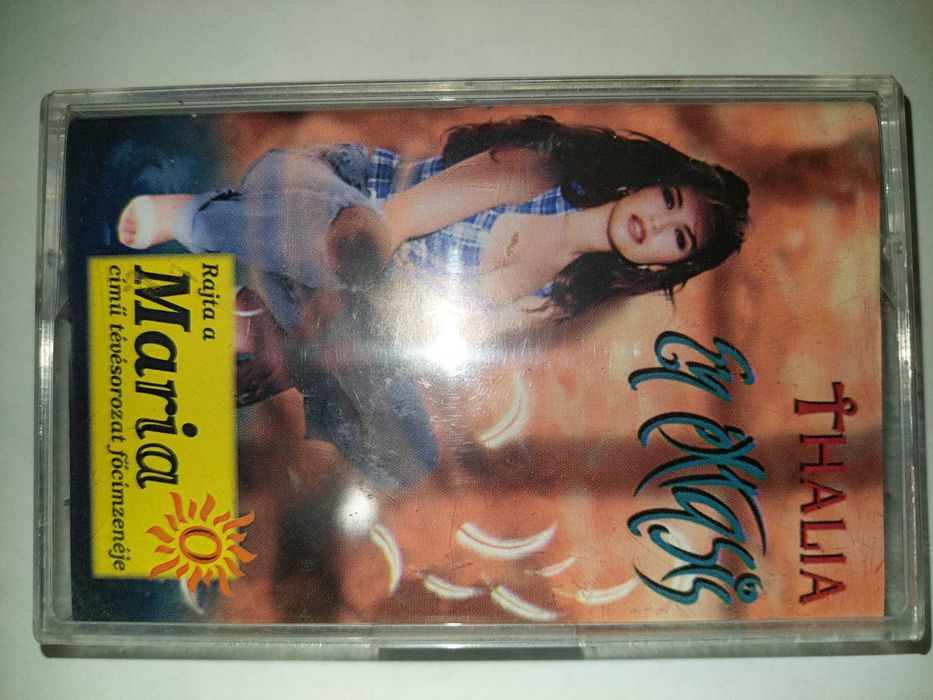 THALIA
En éxtasis
Rajta a
Maria
című tévésorozat főcímzenéje